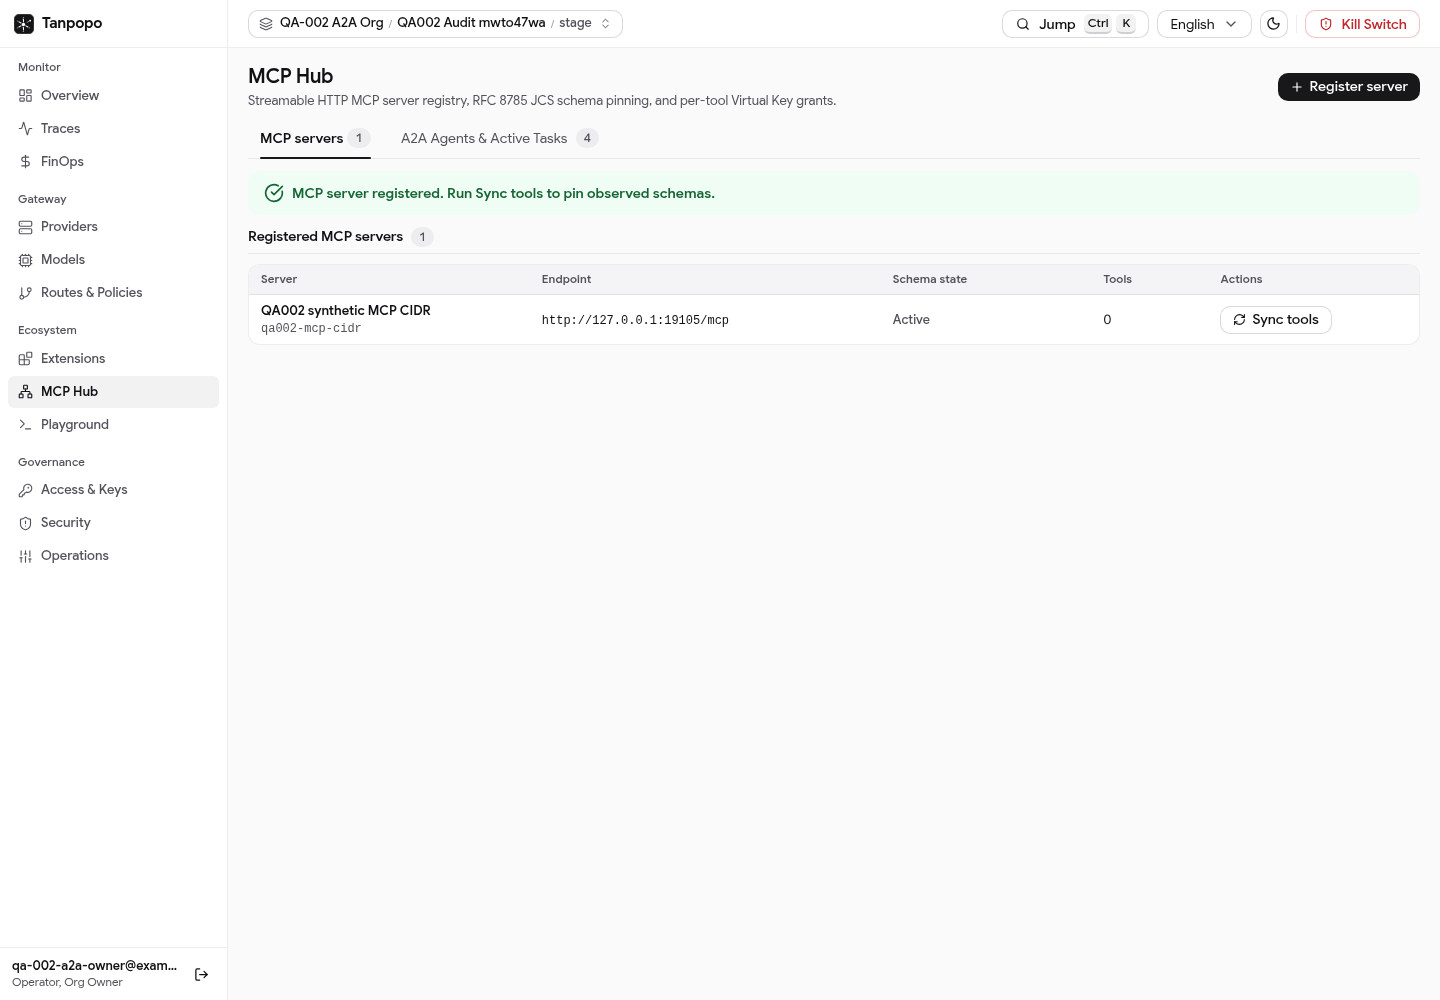 Tanpopo
QA-002 A2A Org / QA002 Audit mwto47wa / stage
Jump Ctrl K
English
Kill Switch
Monitor
Overview
Traces
FinOps
Gateway
Providers
Models
Routes & Policies
Ecosystem
Extensions
MCP Hub
Playground
Governance
Access & Keys
Security
Operations
qa-002-a2a-owner@exam...
Operator, Org Owner
MCP Hub
Streamable HTTP MCP server registry, RFC 8785 JCS schema pinning, and per-tool Virtual Key grants.
Register server
MCP servers 1
A2A Agents & Active Tasks 4
MCP server registered. Run Sync tools to pin observed schemas.
Registered MCP servers 1
Server Endpoint Schema state Tools Actions
QA002 synthetic MCP CIDR
qa002-mcp-cidr
http://127.0.0.1:19105/mcp
Active
0
Sync tools